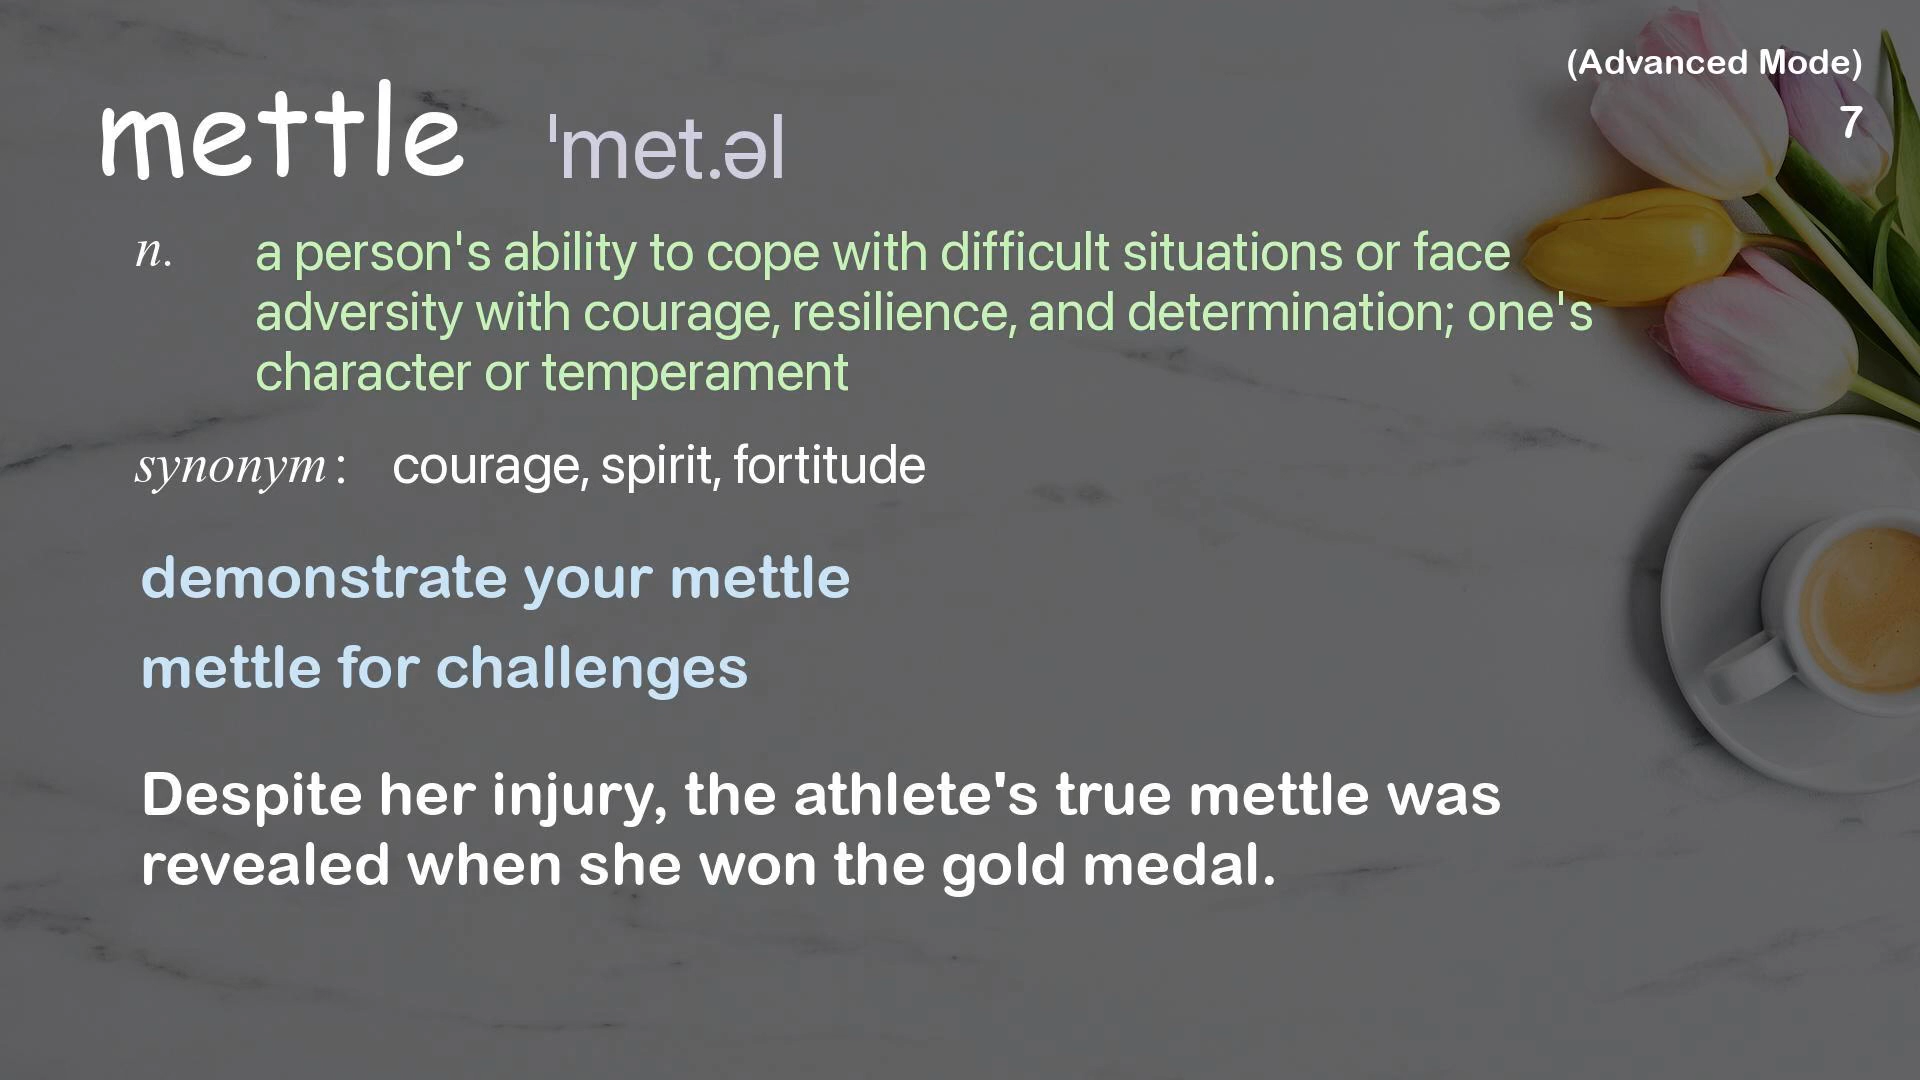 (Advanced Mode)
7
mettle ˈmet.əl
n. a person's ability to cope with difficult situations or face
adversity with courage, resilience, and determination; one's
character or temperament
synonym: courage, spirit, fortitude
demonstrate your mettle
mettle for challenges
Despite her injury, the athlete's true mettle was
revealed when she won the gold medal.